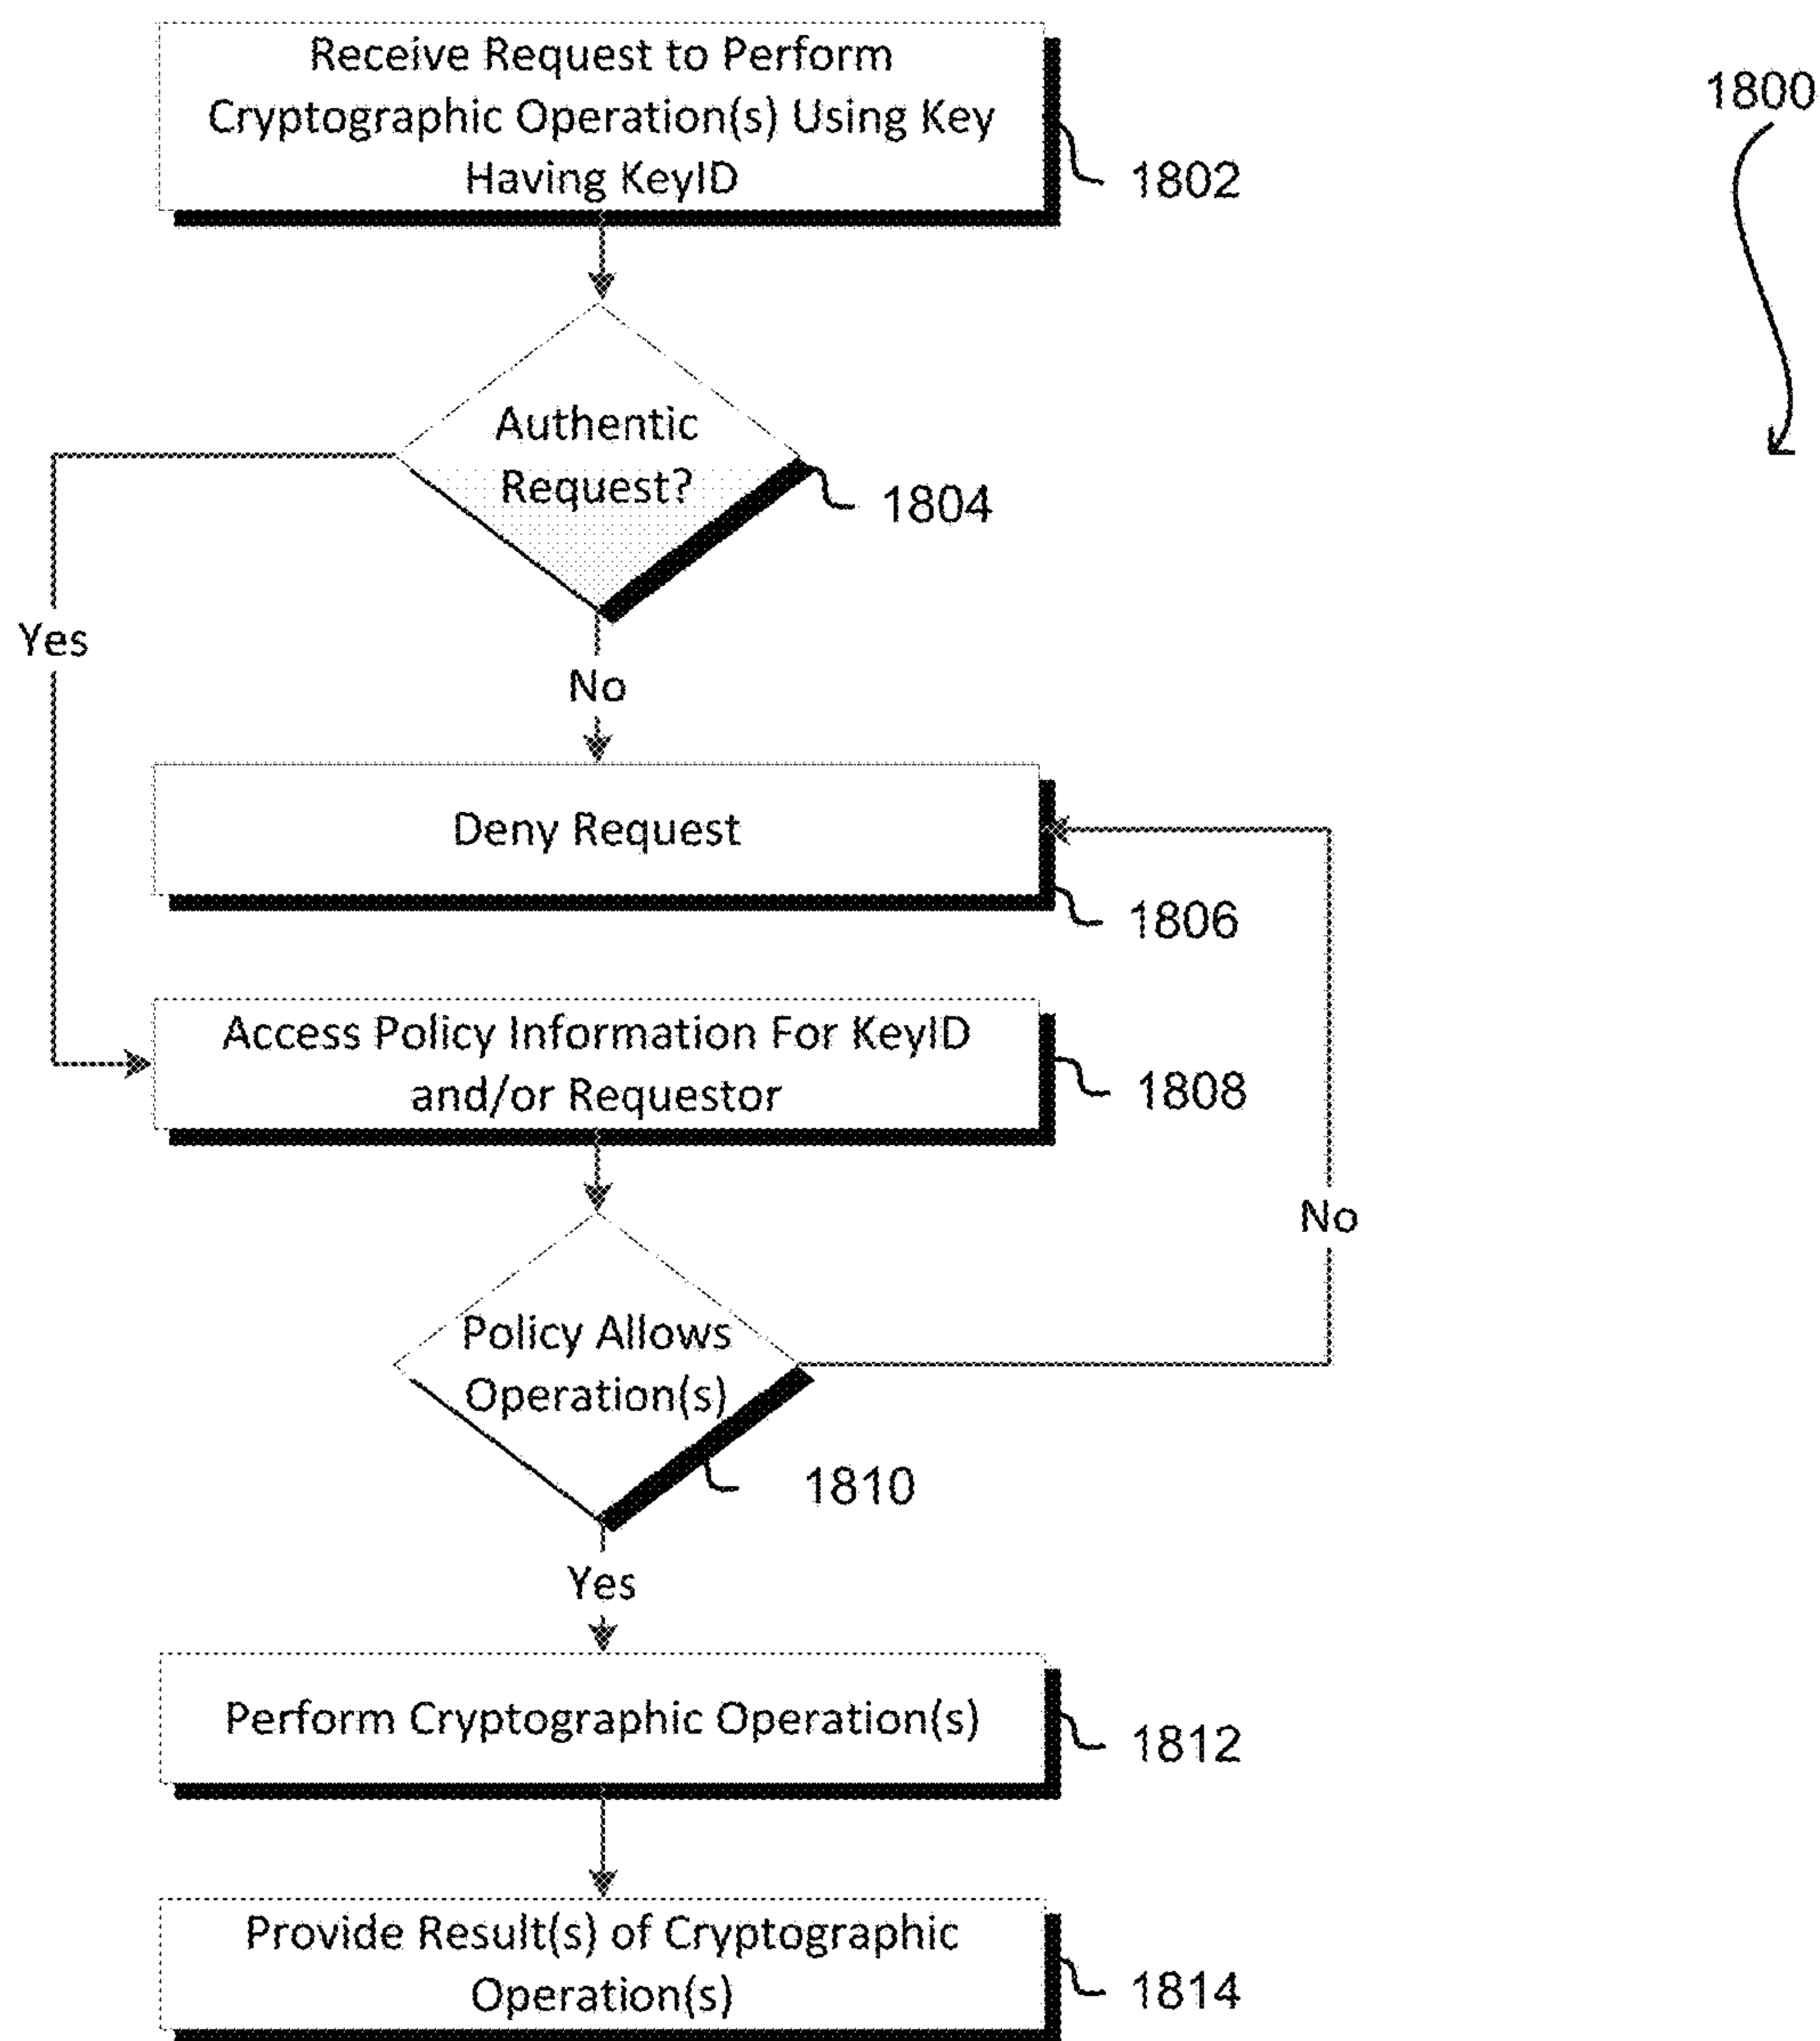 Receive Request to Perform
Cryptographic Operation(s) Using Key
Having KeyID
1802
1800
Authentic
Request?
1804
Yes
No
Deny Request
1806
Access Policy Information For KeyID
and/or Requestor
1808
No
Policy Allows
Operation(s)
1810
Yes
Perform Cryptographic Operation(s)
1812
Provide Result(s) of Cryptographic
Operation(s)
1814